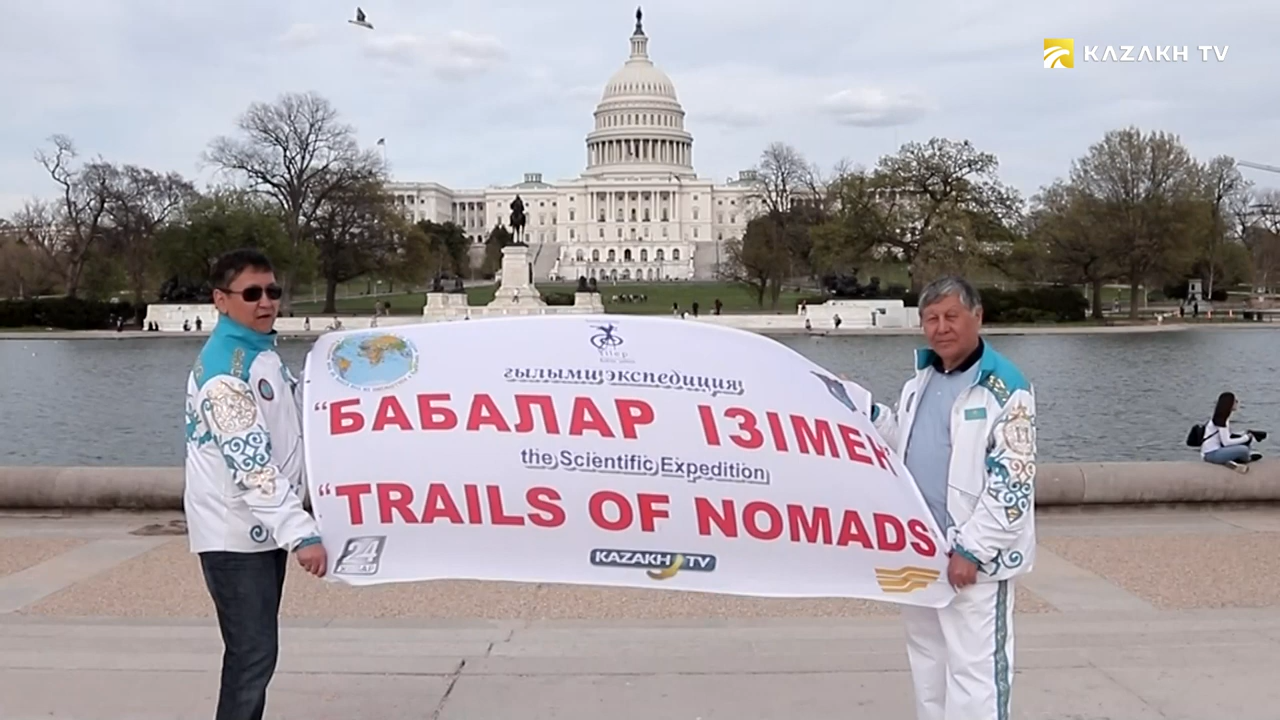 KAZAKH TV
ғылыми экспедиция
"БАБАЛАР ІЗІМЕН
the Scientific Expedition
"TRAILS OF NOMADS
24
KAZAKH TV